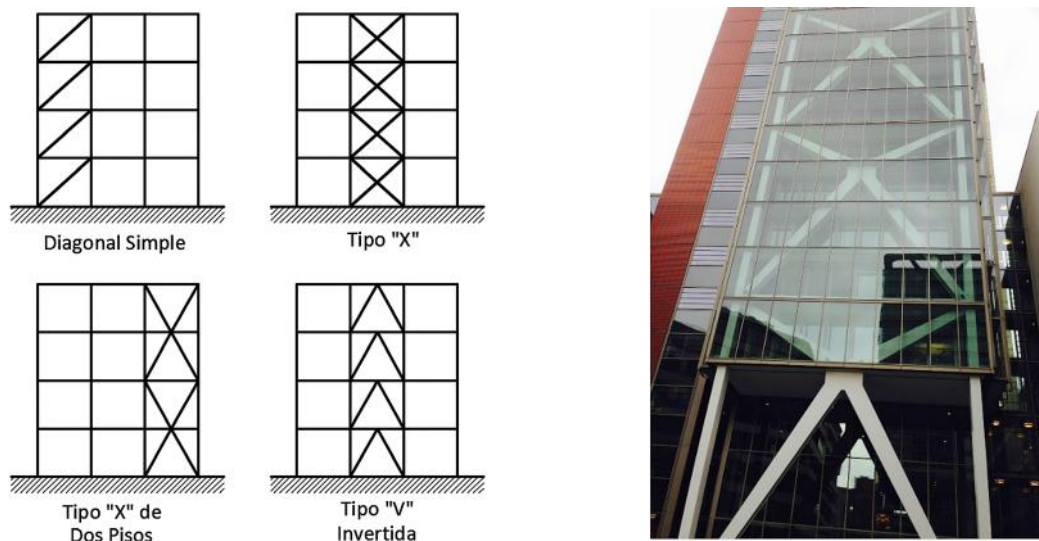 Diagonal Simple
Tipo "X"
Tipo "X" de
Dos Pisos
Tipo "V"
Invertida